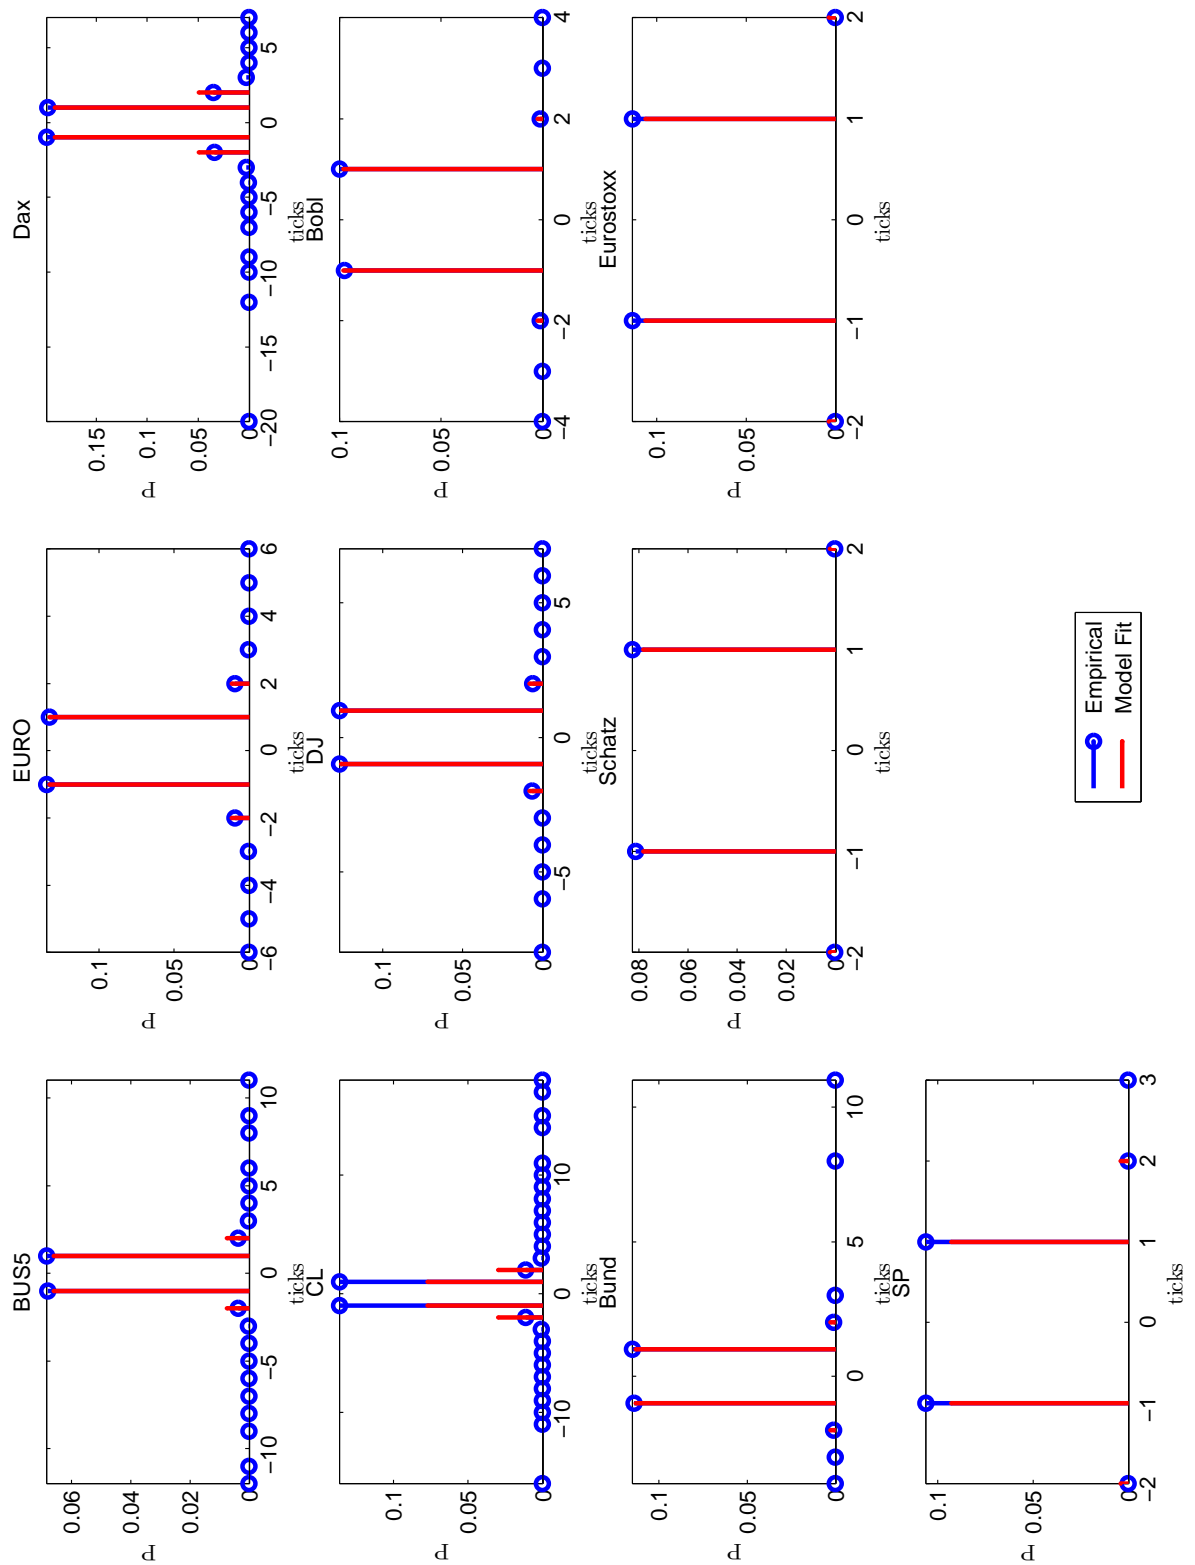 BUS5
0.06
0.04
0.02
0
P
−10 −5 0 5 10
ticks
EURO
0.1
0.05
0
P
−6 −4 −2 0 2 4 6
ticks
Dax
0.15
0.1
0.05
0
P
−20 −15 −10 −5 0 5
ticks
CL
0.1
0.05
0
P
−10 0 10
ticks
DJ
0.1
0.05
0
P
−5 0 5
ticks
Bobl
0.1
0.05
0
P
−4 −2 0 2 4
ticks
Bund
0.1
0.05
0
P
0 5 10
ticks
Schatz
0.08
0.06
0.04
0.02
0
P
−2 −1 0 1 2
ticks
Eurostoxx
0.1
0.05
0
P
−2 −1 0 1 2
ticks
SP
0.1
0.05
0
P
−2 −1 0 1 2 3
ticks
Empirical
Model Fit